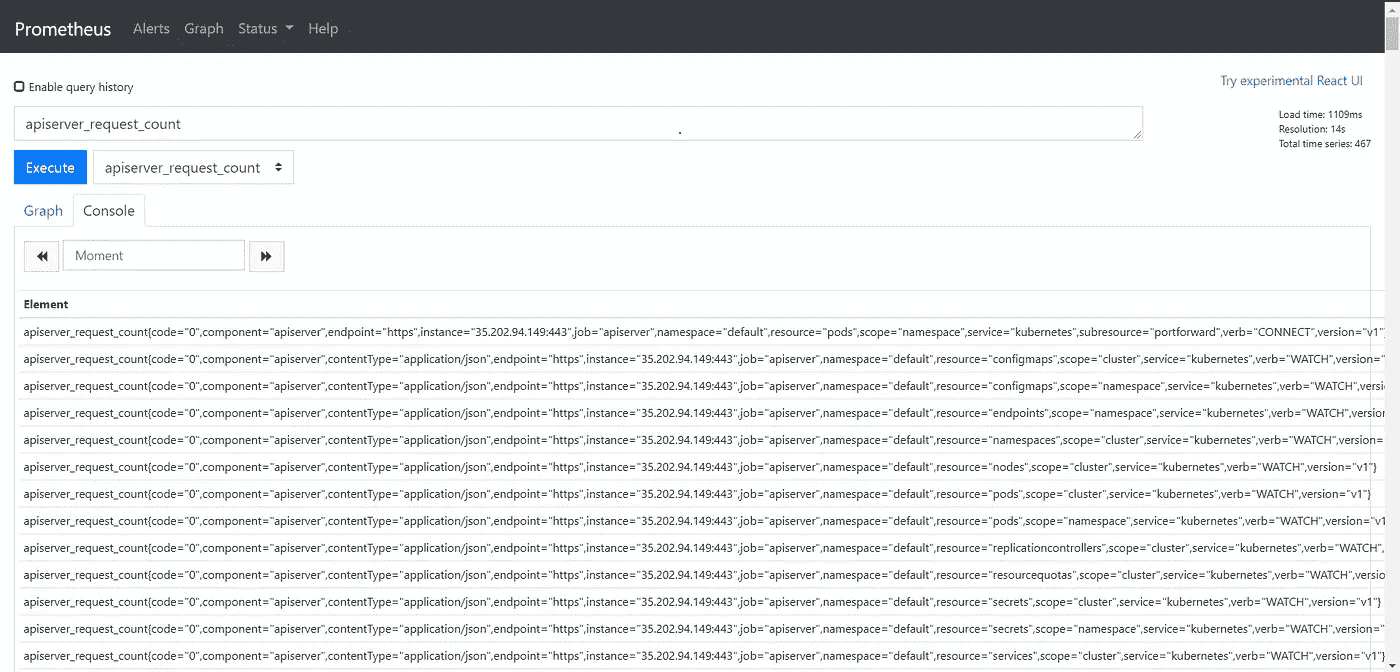 Prometheus Alerts Graph Status Help
Enable query history
Try experimental React UI
apiserver_request_count
Load time: 1109ms
Resolution: 14s
Total time series: 467
Execute apiserver_request_count
Graph Console
Moment
Element
apiserver_request_count{code="0",component="apiserver",endpoint="https",instance="35.202.94.149:443",job="apiserver",namespace="default",resource="pods",scope="namespace",service="kubernetes",subresource="portforward",verb="CONNECT",version="v1"
apiserver_request_count{code="0",component="apiserver",contentType="application/json",endpoint="https",instance="35.202.94.149:443",job="apiserver",namespace="default",resource="configmaps",scope="cluster",service="kubernetes",verb="WATCH",version="
apiserver_request_count{code="0",component="apiserver",contentType="application/json",endpoint="https",instance="35.202.94.149:443",job="apiserver",namespace="default",resource="configmaps",scope="namespace",service="kubernetes",verb="WATCH",versi
apiserver_request_count{code="0",component="apiserver",contentType="application/json",endpoint="https",instance="35.202.94.149:443",job="apiserver",namespace="default",resource="endpoints",scope="namespace",service="kubernetes",verb="WATCH",version
apiserver_request_count{code="0",component="apiserver",contentType="application/json",endpoint="https",instance="35.202.94.149:443",job="apiserver",namespace="default",resource="namespaces",scope="cluster",service="kubernetes",verb="WATCH",version=
apiserver_request_count{code="0",component="apiserver",contentType="application/json",endpoint="https",instance="35.202.94.149:443",job="apiserver",namespace="default",resource="nodes",scope="cluster",service="kubernetes",verb="WATCH",version="v1"}
apiserver_request_count{code="0",component="apiserver",contentType="application/json",endpoint="https",instance="35.202.94.149:443",job="apiserver",namespace="default",resource="pods",scope="cluster",service="kubernetes",verb="WATCH",version="v1"}
apiserver_request_count{code="0",component="apiserver",contentType="application/json",endpoint="https",instance="35.202.94.149:443",job="apiserver",namespace="default",resource="pods",scope="namespace",service="kubernetes",verb="WATCH",version="v1
apiserver_request_count{code="0",component="apiserver",contentType="application/json",endpoint="https",instance="35.202.94.149:443",job="apiserver",namespace="default",resource="replicationcontrollers",scope="cluster",service="kubernetes",verb="WATCH",
apiserver_request_count{code="0",component="apiserver",contentType="application/json",endpoint="https",instance="35.202.94.149:443",job="apiserver",namespace="default",resource="resourcequotas",scope="cluster",service="kubernetes",verb="WATCH",versio
apiserver_request_count{code="0",component="apiserver",contentType="application/json",endpoint="https",instance="35.202.94.149:443",job="apiserver",namespace="default",resource="secrets",scope="cluster",service="kubernetes",verb="WATCH",version="v1"}
apiserver_request_count{code="0",component="apiserver",contentType="application/json",endpoint="https",instance="35.202.94.149:443",job="apiserver",namespace="default",resource="secrets",scope="namespace",service="kubernetes",verb="WATCH",version="
apiserver_request_count{code="0",component="apiserver",contentType="application/json",endpoint="https",instance="35.202.94.149:443",job="apiserver",namespace="default",resource="services",scope="cluster",service="kubernetes",verb="WATCH",version="v1"}